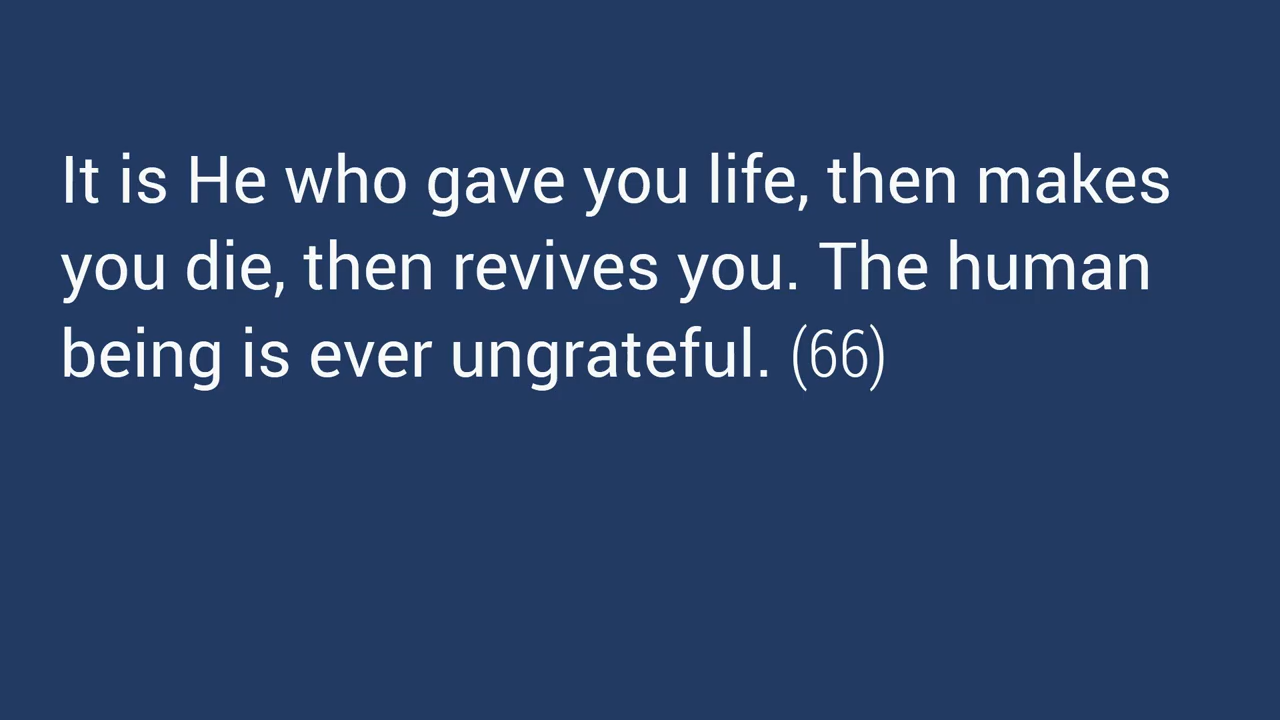 It is He who gave you life, then makes
you die, then revives you. The human
being is ever ungrateful. (66)